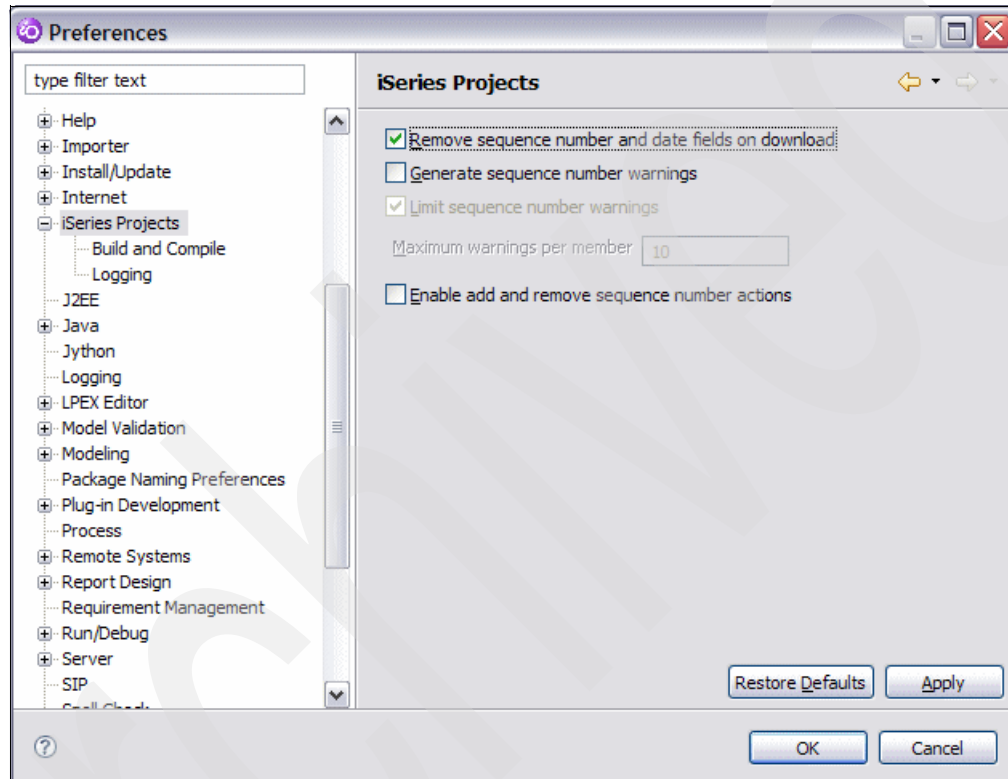 Preferences
type filter text
Help
Importer
Install/Update
Internet
iSeries Projects
Build and Compile
Logging
J2EE
Java
Jython
Logging
LPEX Editor
Model Validation
Modeling
Package Naming Preferences
Plug-in Development
Process
Remote Systems
Report Design
Requirement Management
Run/Debug
Server
SIP
Spell Check
iSeries Projects
Remove sequence number and date fields on download
Generate sequence number warnings
Limit sequence number warnings
Maximum warnings per member 10
Enable add and remove sequence number actions
Restore Defaults Apply
? OK Cancel